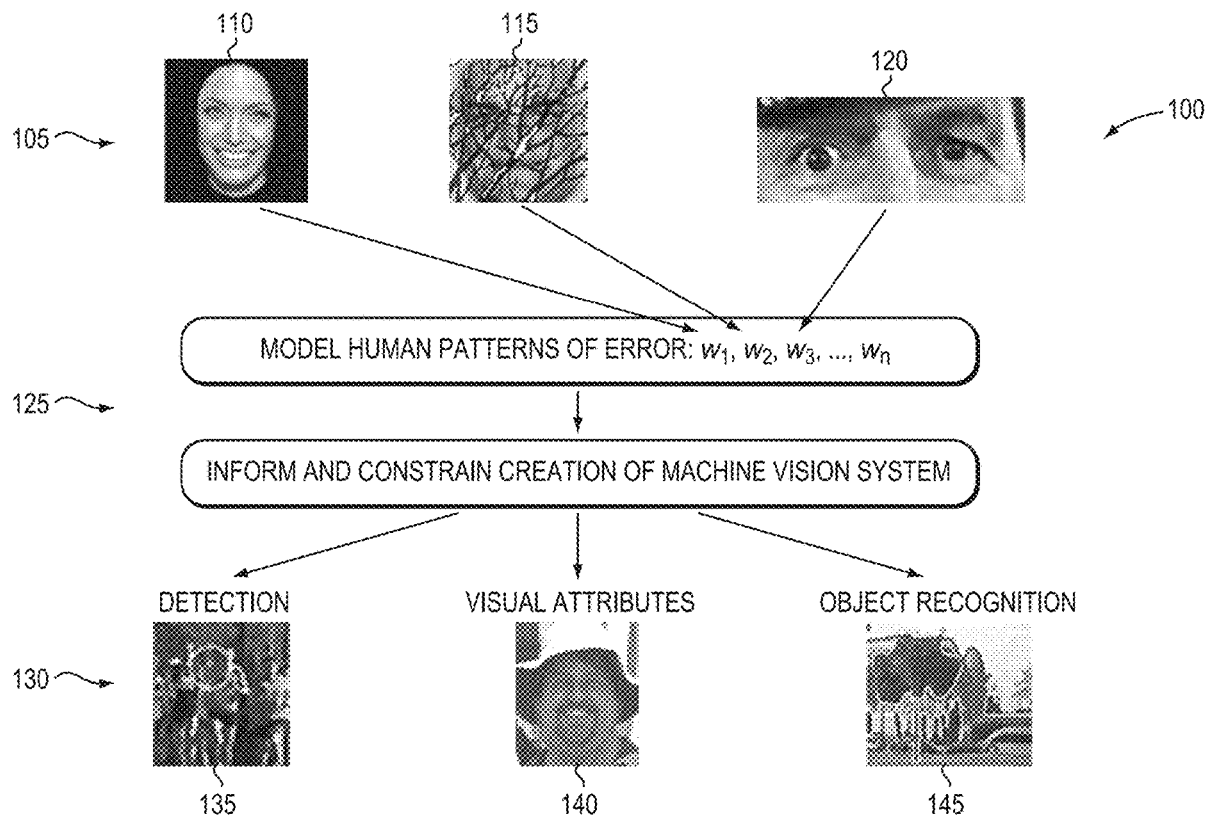 110
115
120
105
100
MODEL HUMAN PATTERNS OF ERROR: w1, w2, w3, ..., wn
125
INFORM AND CONSTRAIN CREATION OF MACHINE VISION SYSTEM
DETECTION
VISUAL ATTRIBUTES
OBJECT RECOGNITION
130
135
140
145